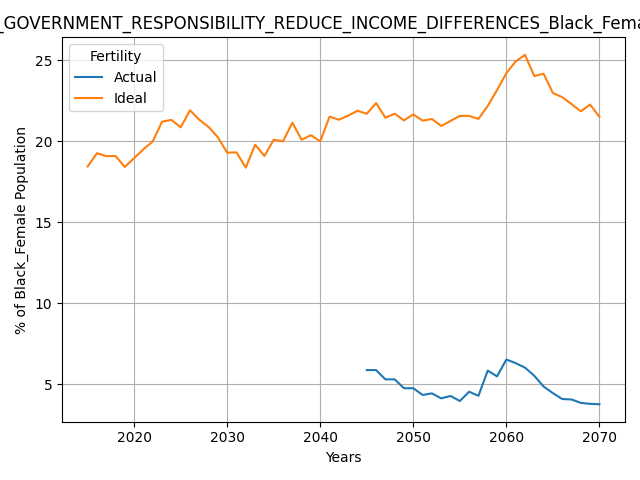 _GOVERNMENT_RESPONSIBILITY_REDUCE_INCOME_DIFFERENCES_Black_Fema
Fertility
Actual
Ideal
25
20
15
10
5
% of Black_Female Population
2020 2030 2040 2050 2060 2070
Years